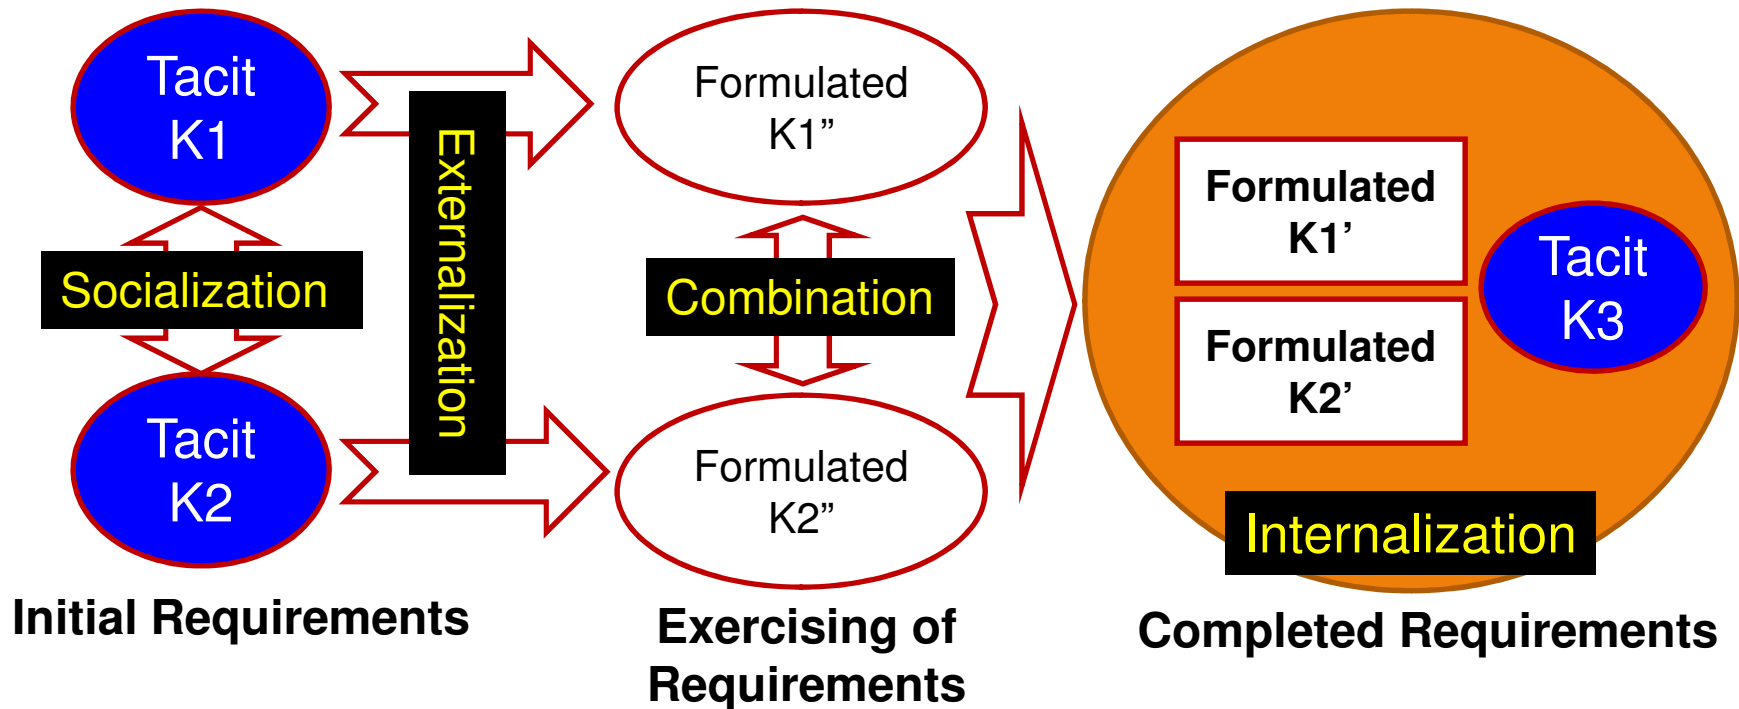 Tacit
K1
Socialization
Tacit
K2
Initial Requirements
Externalization
Formulated
K1”
Combination
Formulated
K2”
Exercising of
Requirements
Formulated
K1’
Formulated
K2’
Tacit
K3
Internalization
Completed Requirements